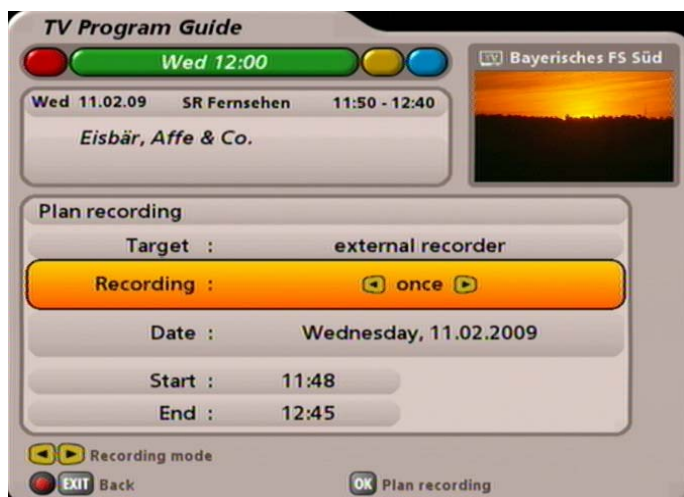 TV Program Guide
Wed 12:00
TV Bayerisches FS Süd
Wed 11.02.09 SR Fernsehen 11:50 - 12:40
Eisbär, Affe & Co.
Plan recording
Target : external recorder
Recording : once
Date : Wednesday, 11.02.2009
Start : 11:48
End : 12:45
Recording mode
EXIT Back
OK Plan recording